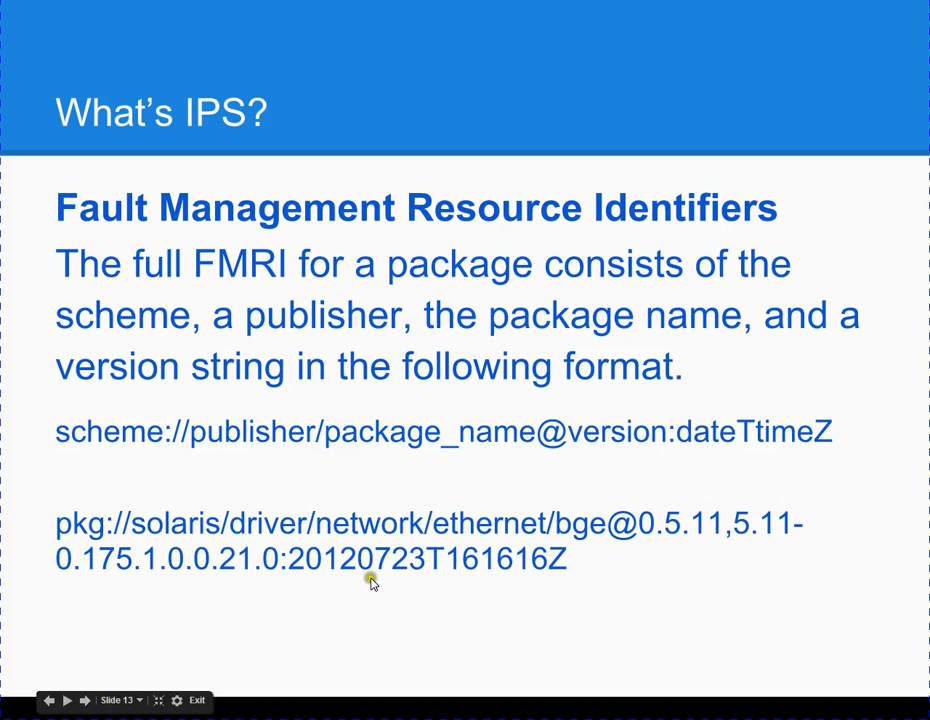 What's IPS?
Fault Management Resource Identifiers
The full FMRI for a package consists of the
scheme, a publisher, the package name, and a
version string in the following format.
scheme://publisher/package_name@version:dateTtimeZ
pkg://solaris/driver/network/ethernet/bge@0.5.11,5.11-
0.175.1.0.0.21.0:20120723T161616Z
Slide 13
Exit